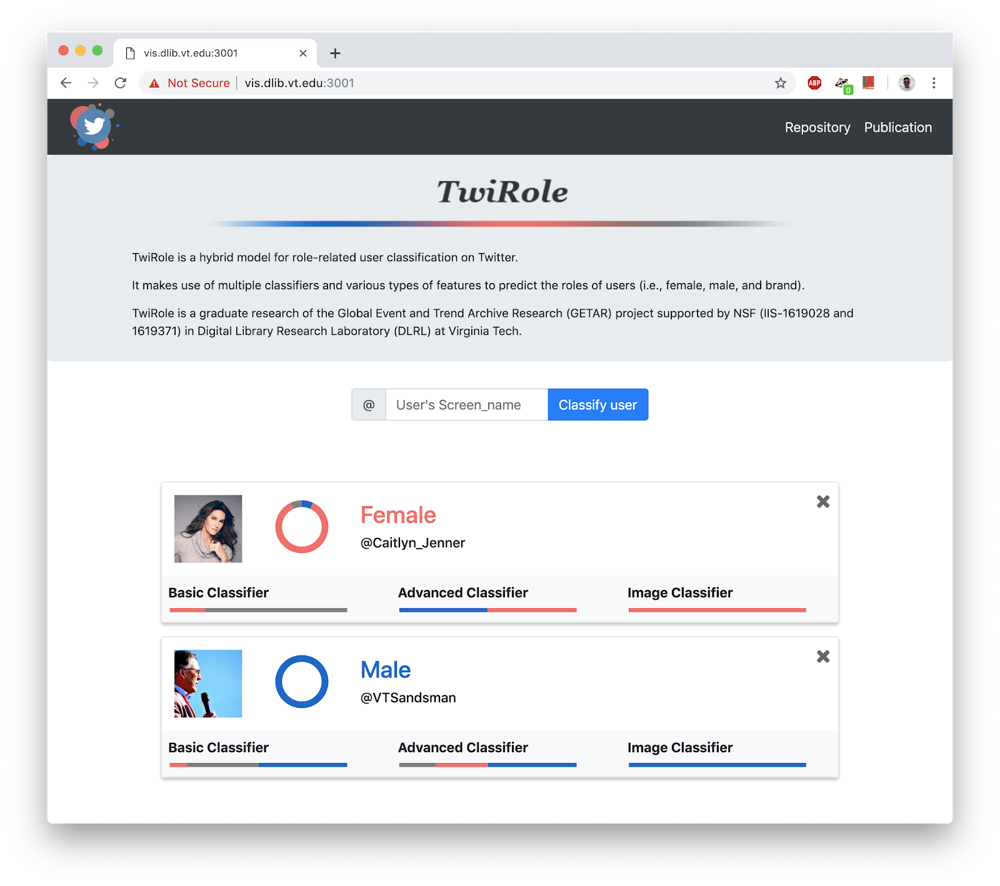 vis.dlib.vt.edu:3001
Not Secure vis.dlib.vt.edu:3001
ABP
0
Repository Publication
TwiRole
TwiRole is a hybrid model for role-related user classification on Twitter.
It makes use of multiple classifiers and various types of features to predict the roles of users (i.e., female, male, and brand).
TwiRole is a graduate research of the Global Event and Trend Archive Research (GETAR) project supported by NSF (IIS-1619028 and
1619371) in Digital Library Research Laboratory (DLRL) at Virginia Tech.
@ User's Screen_name Classify user
Female
@Caitlyn_Jenner
Basic Classifier Advanced Classifier Image Classifier
Male
@VTSandsman
Basic Classifier Advanced Classifier Image Classifier